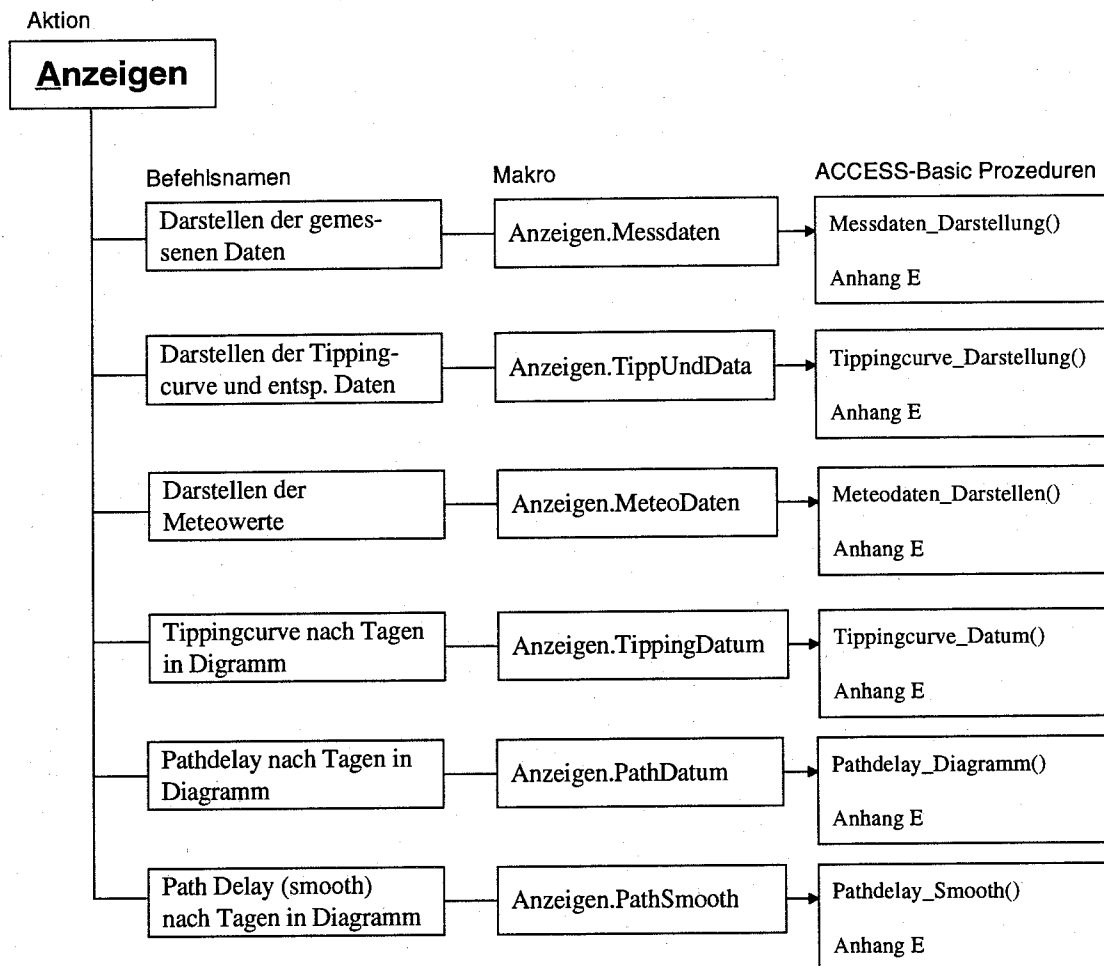 Aktion
Anzeigen
Befehlsnamen
Makro
ACCESS-Basic Prozeduren
Darstellen der gemes-
senen Daten
Anzeigen.Messdaten
Messdaten_Darstellung()
Anhang E
Darstellen der Tipping-
curve und entsp. Daten
Anzeigen.TippUndData
Tippingcurve_Darstellung()
Anhang E
Darstellen der
Meteowerte
Anzeigen.MeteoDaten
Meteodaten_Darstellen()
Anhang E
Tippingcurve nach Tagen
in Digramm
Anzeigen.TippingDatum
Tippingcurve_Datum()
Anhang E
Pathdelay nach Tagen in
Diagramm
Anzeigen.PathDatum
Pathdelay_Diagramm()
Anhang E
Path Delay (smooth)
nach Tagen in Diagramm
Anzeigen.PathSmooth
Pathdelay_Smooth()
Anhang E